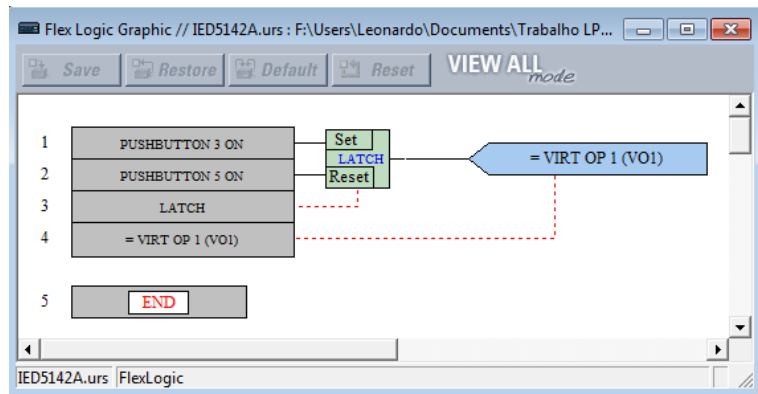 Flex Logic Graphic // IED5142A.urs : F:\Users\Leonardo\Documents\Trabalho LP...
Save Restore Default Reset VIEW ALL mode
1 PUSHBUTTON 3 ON Set
LATCH = VIRT OP 1 (VO1)
2 PUSHBUTTON 5 ON Reset
3 LATCH
4 = VIRT OP 1 (VO1)
5 END
IED5142A.urs FlexLogic